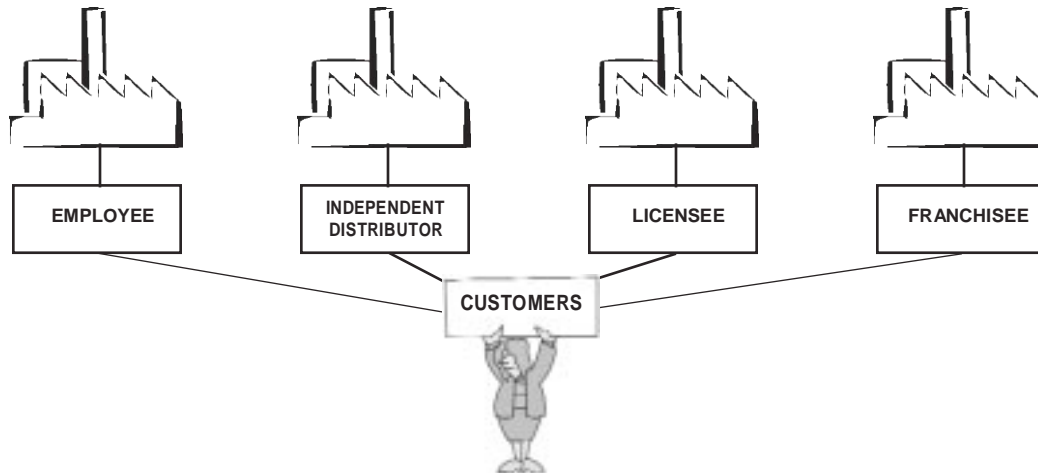 EMPLOYEE
INDEPENDENT
DISTRIBUTOR
LICENSEE
FRANCHISEE
CUSTOMERS